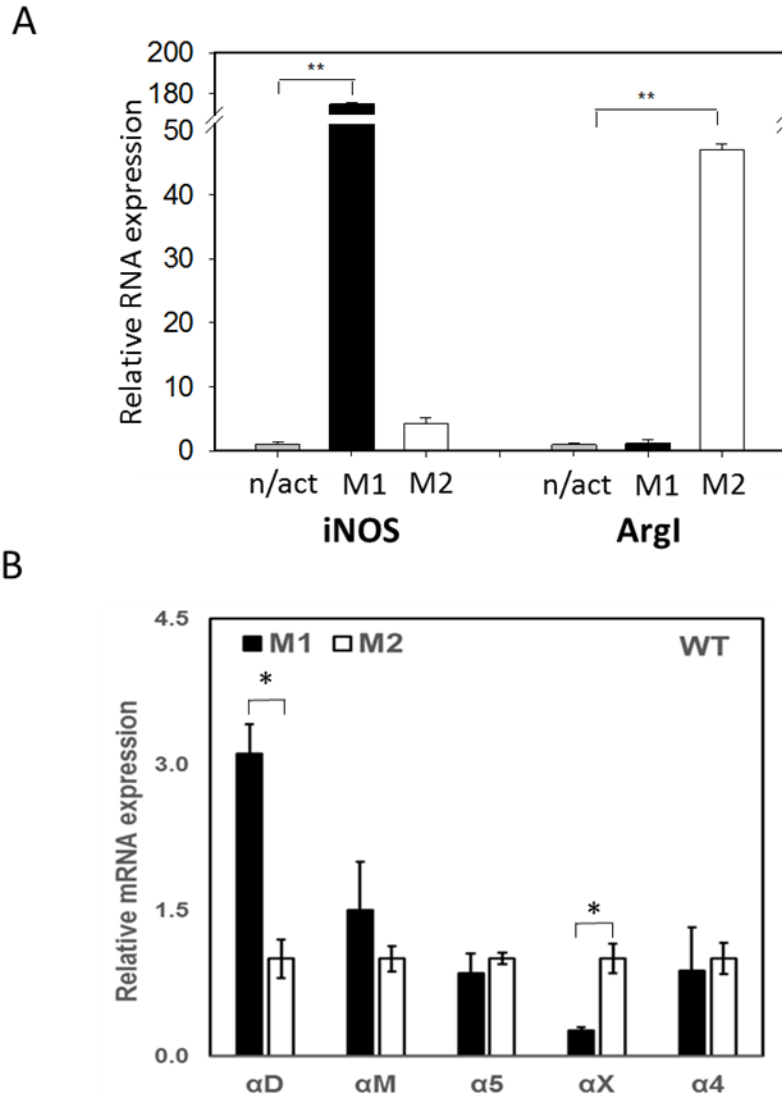 A
Relative RNA expression
200
180
50
40
30
20
10
0
**
**
n/act M1 M2 n/act M1 M2
iNOS ArgI
B
Relative mRNA expression
4.5
3.0
1.5
0.0
M1 M2 WT
*
*
αD αM α5 αX α4